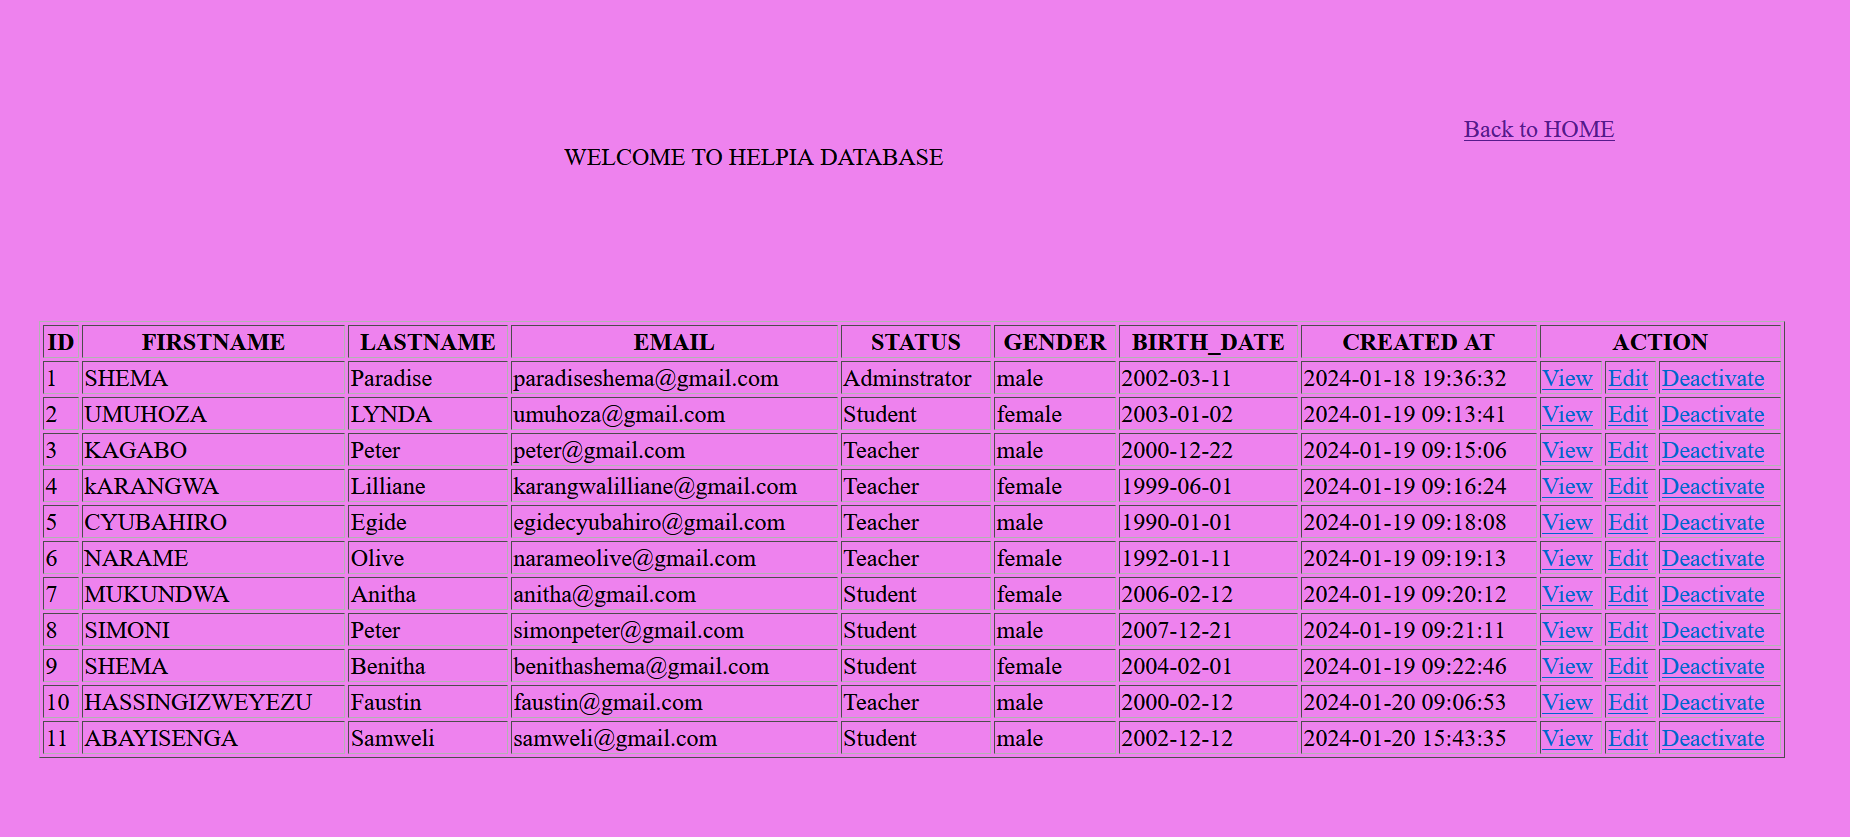 Back to HOME
WELCOME TO HELPIA DATABASE
ID FIRSTNAME LASTNAME EMAIL STATUS GENDER BIRTH_DATE CREATED AT ACTION
1 SHEMA Paradise paradiseshema@gmail.com Adminstrator male 2002-03-11 2024-01-18 19:36:32 View Edit Deactivate
2 UMUHOZA LYNDA umuhoza@gmail.com Student female 2003-01-02 2024-01-19 09:13:41 View Edit Deactivate
3 KAGABO Peter peter@gmail.com Teacher male 2000-12-22 2024-01-19 09:15:06 View Edit Deactivate
4 kARANGWA Lilliane karangwalilliane@gmail.com Teacher female 1999-06-01 2024-01-19 09:16:24 View Edit Deactivate
5 CYUBAHIRO Egide egidecyubahiro@gmail.com Teacher male 1990-01-01 2024-01-19 09:18:08 View Edit Deactivate
6 NARAME Olive narameolive@gmail.com Teacher female 1992-01-11 2024-01-19 09:19:13 View Edit Deactivate
7 MUKUNDWA Anitha anitha@gmail.com Student female 2006-02-12 2024-01-19 09:20:12 View Edit Deactivate
8 SIMONI Peter simonpeter@gmail.com Student male 2007-12-21 2024-01-19 09:21:11 View Edit Deactivate
9 SHEMA Benitha benithashema@gmail.com Student female 2004-02-01 2024-01-19 09:22:46 View Edit Deactivate
10 HASSINGIZWEYEZU Faustin faustin@gmail.com Teacher male 2000-02-12 2024-01-20 09:06:53 View Edit Deactivate
11 ABAYISENGA Samweli samweli@gmail.com Student male 2002-12-12 2024-01-20 15:43:35 View Edit Deactivate